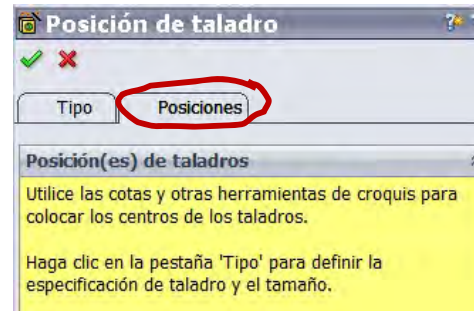 Posición de taladro
Tipo
Posiciones
Posición(es) de taladros
Utilice las cotas y otras herramientas de croquis para
colocar los centros de los taladros.
Haga clic en la pestaña 'Tipo' para definir la
especificación de taladro y el tamaño.